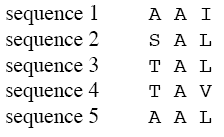 sequence 1 A A I
sequence 2 S A L
sequence 3 T A L
sequence 4 T A V
sequence 5 A A L